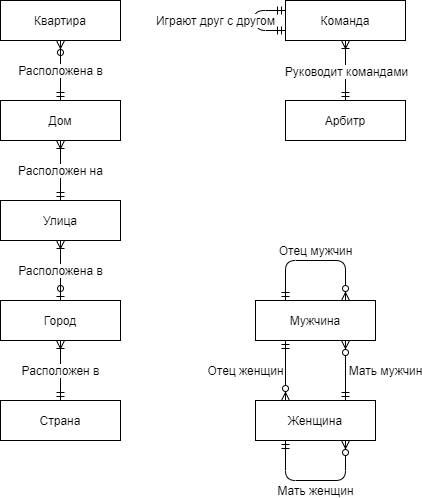 Квартира
Расположена в
Дом
Расположен на
Улица
Расположена в
Город
Расположен в
Страна
Играют друг с другом
Команда
Руководит командами
Арбитр
Отец мужчин
Мужчина
Отец женщин
Мать мужчин
Женщина
Мать женщин